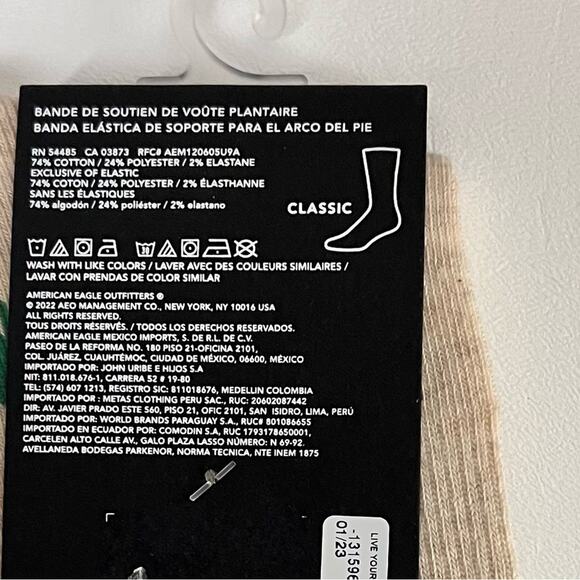 BANDE DE SOUTIEN DE VOÛTE PLANTAIRE
BANDA ELÁSTICA DE SOPORTE PARA EL ARCO DEL PIE
RN 54485 CA 03873 RFC# AEM120605U9A
74% COTTON / 24% POLYESTER / 2% ELASTANE
EXCLUSIVE OF ELASTIC
74% COTON / 24% POLYESTER / 2% ÉLASTHANNE
SANS LES ÉLASTIQUES
74% algodón / 24% poliéster / 2% elastano
CLASSIC
30
WASH WITH LIKE COLORS / LAVER AVEC DES COULEURS SIMILAIRES /
LAVAR CON PRENDAS DE COLOR SIMILAR
AMERICAN EAGLE OUTFITTERS ®
© 2022 AEO MANAGEMENT CO., NEW YORK, NY 10016 USA
ALL RIGHTS RESERVED.
TOUS DROITS RÉSERVÉS. / TODOS LOS DERECHOS RESERVADOS.
AMERICAN EAGLE MEXICO IMPORTS, S. DE R.L. DE C.V.
PASEO DE LA REFORMA NO. 180 PISO 21-OFICINA 2101,
COL. JUÁREZ, CUAUHTÉMOC, CIUDAD DE MÉXICO, 06600, MÉXICO
IMPORTADO POR: JOHN URIBE E HIJOS S.A
NIT: 811.018.676-1, CARRERA 52 # 19-80
TEL: (574) 607 1213, REGISTRO SIC: 811018676, MEDELLIN COLOMBIA
IMPORTADO POR : METAS CLOTHING PERU SAC., RUC: 20602087442
DIR: AV. JAVIER PRADO ESTE 560, PISO 21, OFIC 2101, SAN ISIDRO, LIMA, PERÚ
IMPORTADO POR: WORLD BRANDS PARAGUAY S.A., RUC# 801086655
IMPORTADO EN ECUADOR POR: COMODIN S.A, RUC 1793178650001,
CARCELEN ALTO CALLE AV., GALO PLAZA LASSO NÚMERO: N 69-92.
AVELLANEDA BODEGAS PARKENOR, NORMA TECNICA, NTE INEM 1875
LIVE YOUR
-131596
01/23